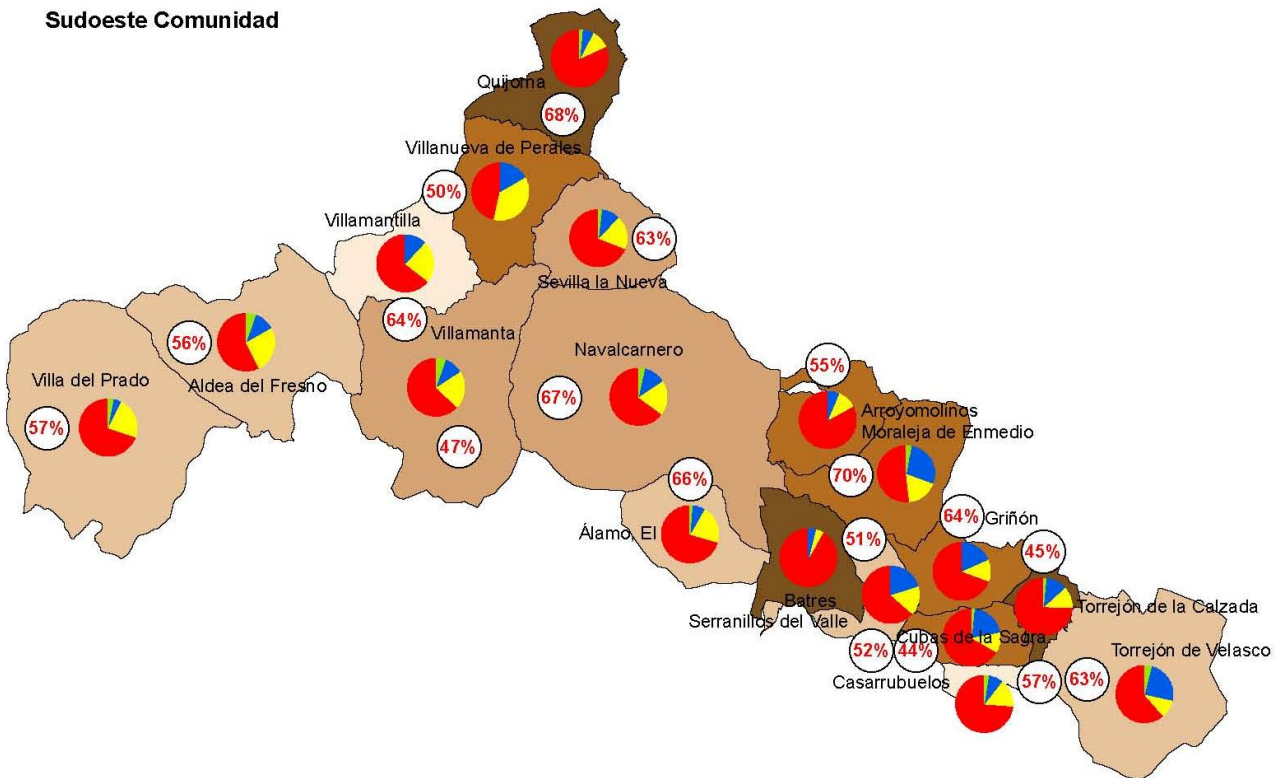 Sudoeste Comunidad
Quijorna
68%
Villanueva de Perales
50%
Villamantilla
63%
Sevilla la Nueva
64%
Villamanta
56%
Aldea del Fresno
Navalcarnero
55%
Villa del Prado
57%
67%
Arroyomolinos
Moraleja de Enmedio
47%
70%
66%
64%
Griñón
Álamo, El
51%
45%
Batres
Serranillos del Valle
Torrejón de la Calzada
Cubas de la Sagra
52%
44%
Torrejón de Velasco
Casarrubuelos
57%
63%